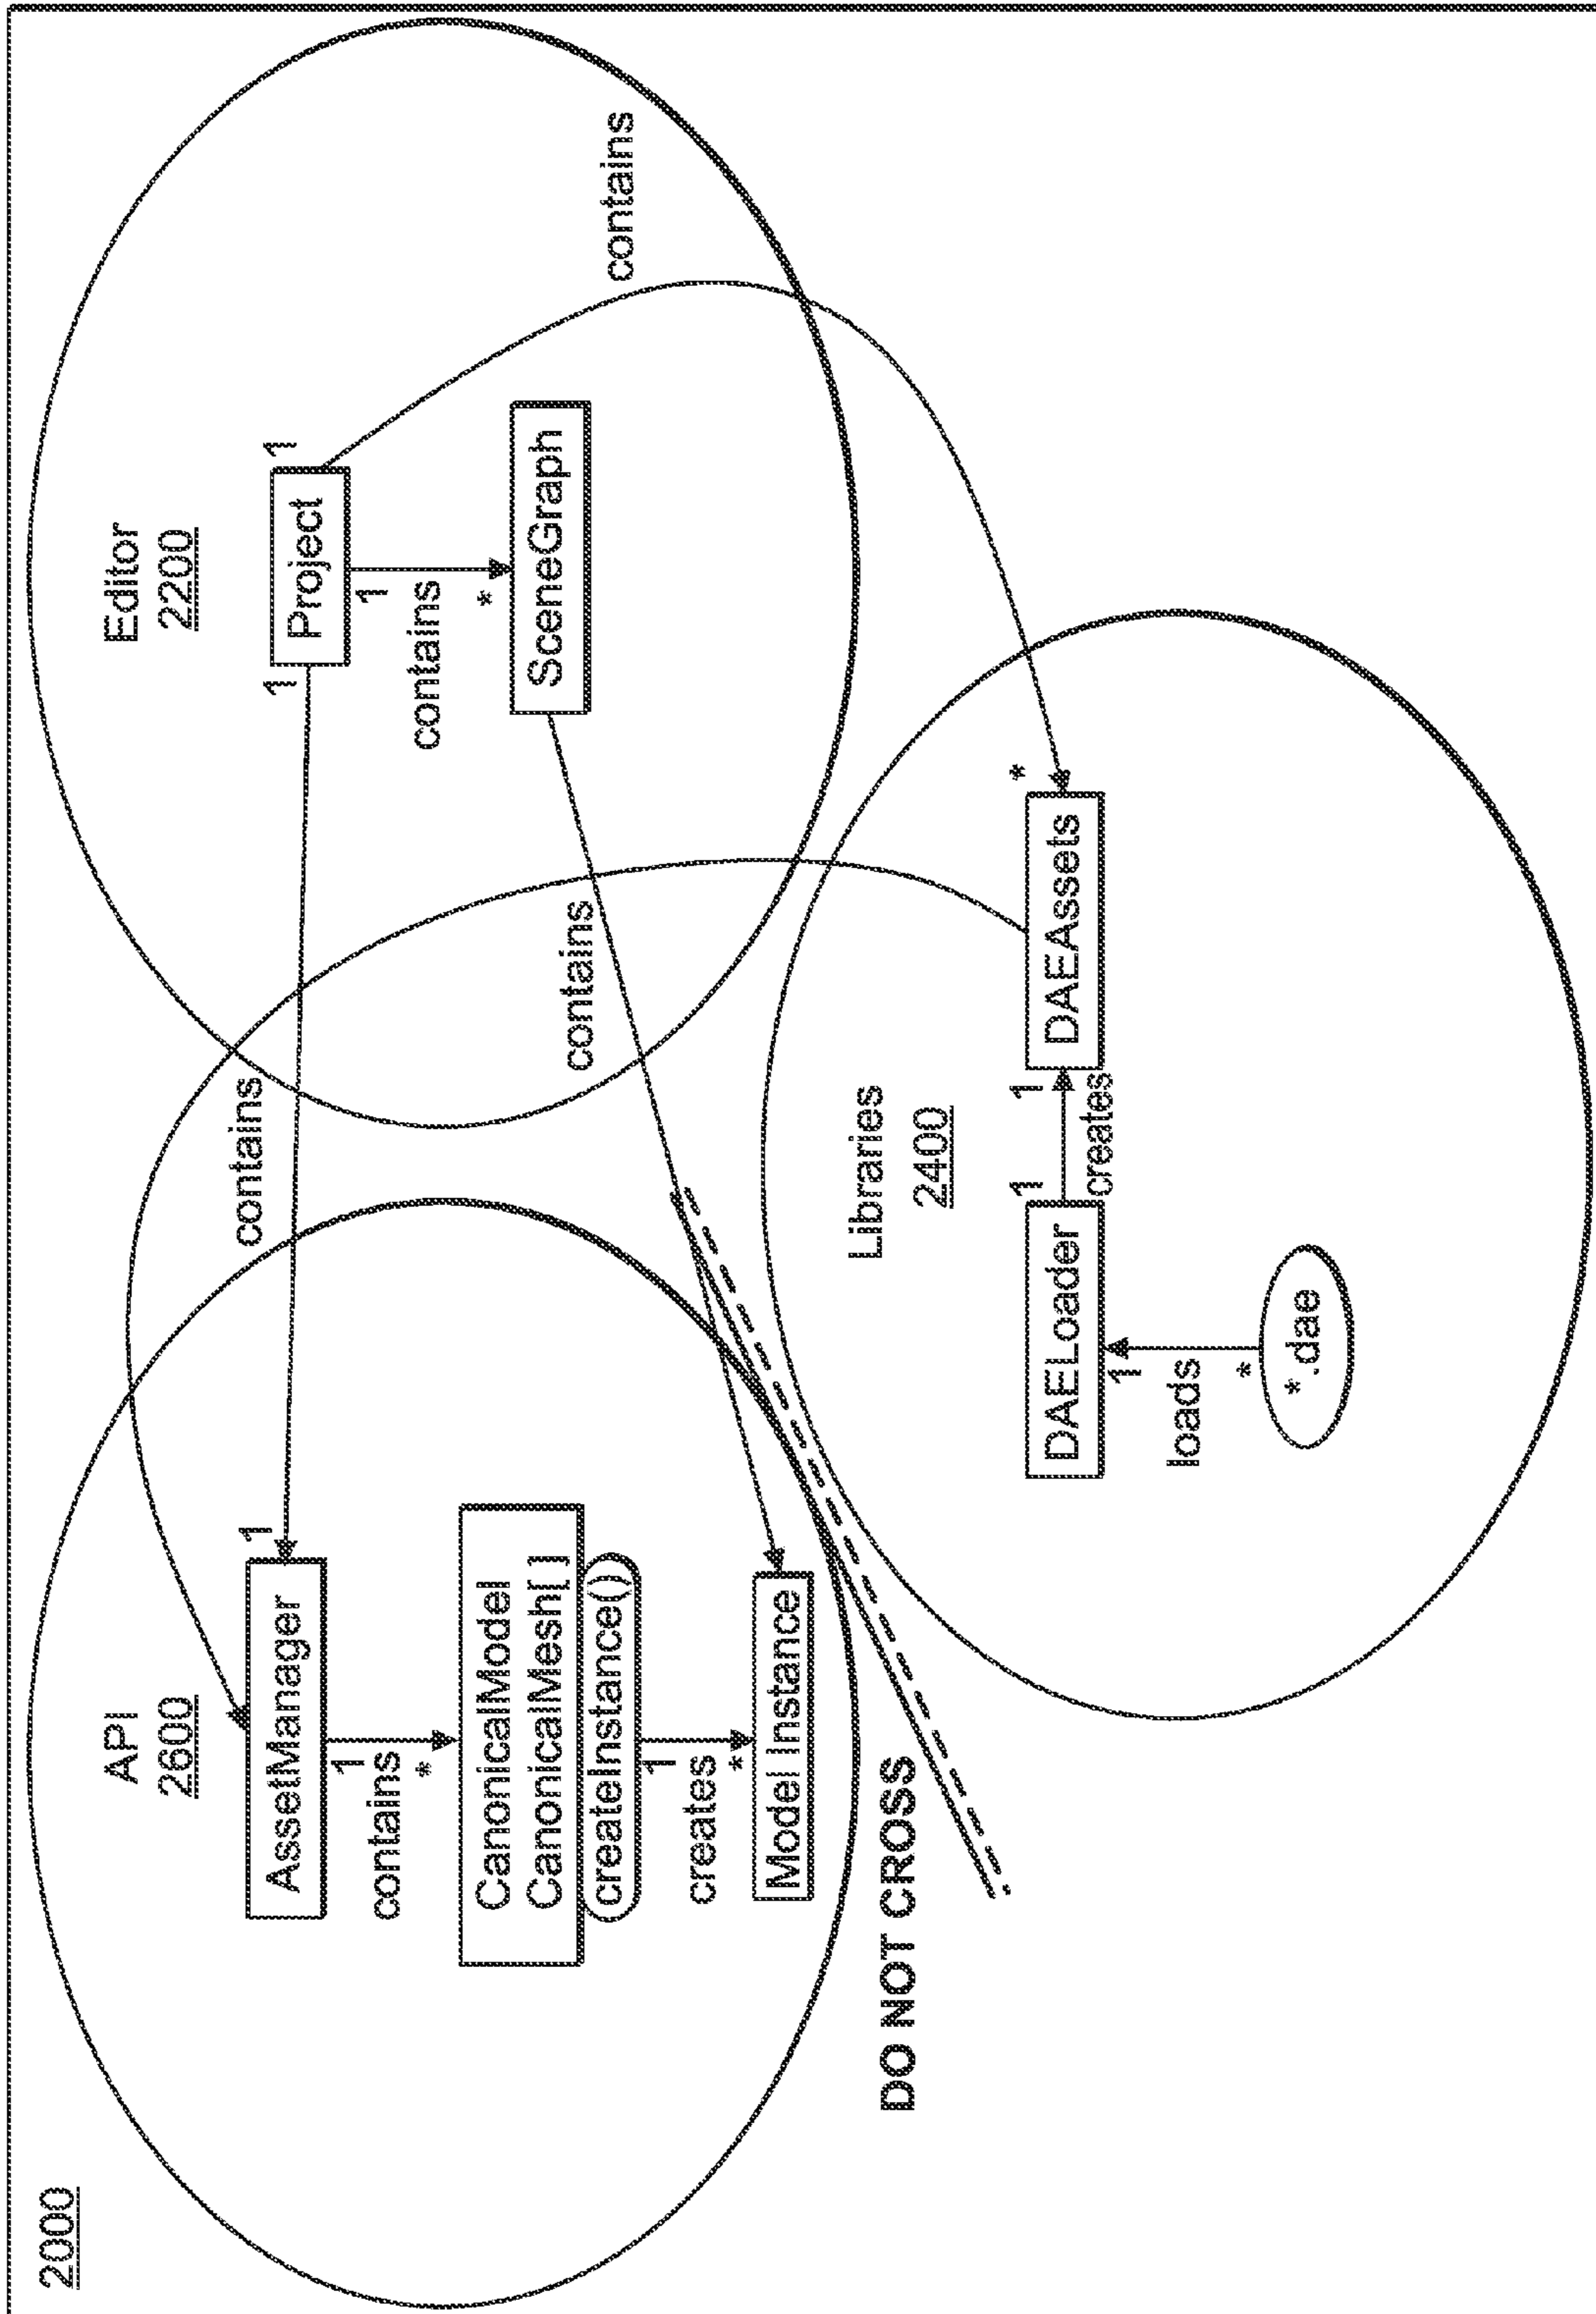 2000
API
2600
AssetManager
1
1
contains
*
CanonicalModel
CanonicalMesh[ ]
createInstance()
1
creates
*
Model Instance
DO NOT CROSS
contains
contains
Editor
2200
1
Project
1
1
contains
*
SceneGraph
contains
Libraries
2400
DAELoader
1
creates
1
DAEAssets
*
1
loads
*
*.dae